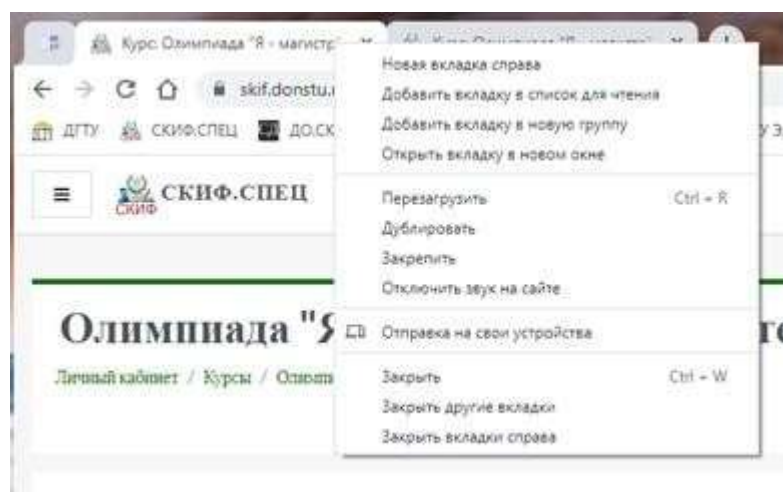 Курс: Олимпиада "Я - магистр
skif.donstu.
ДГТУ СКИФ.СПЕЦ ДО.СК
СКИФ СКИФ.СПЕЦ
Олимпиада "Я
Личный кабинет / Курсы /
Новая вкладка справа
Добавить вкладку в список для чтения
Добавить вкладку в новую группу
Открыть вкладку в новом окне
Перезагрузить Ctrl + R
Дублировать
Закрепить
Отключить звук на сайте
Отправка на свои устройства
Закрыть Ctrl + W
Закрыть другие вкладки
Закрыть вкладки справа